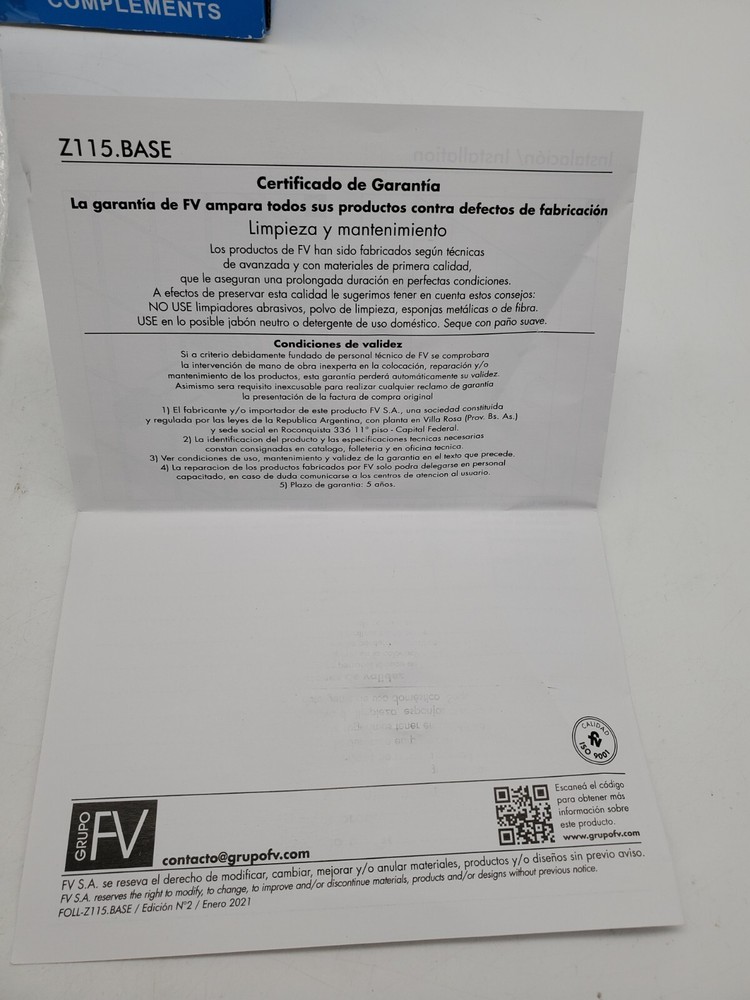 COMPLEMENTS
Z115.BASE
Instalación/ Installation
Certificado de Garantía
La garantía de FV ampara todos sus productos contra defectos de fabricación
Limpieza y mantenimiento
Los productos de FV han sido fabricados según técnicas
de avanzada y con materiales de primera calidad,
que le aseguran una prolongada duración en perfectas condiciones.
A efectos de preservar esta calidad le sugerimos tener en cuenta estos consejos:
NO USE limpiadores abrasivos, polvo de limpieza, esponjas metálicas o de fibra.
USE en lo posible jabón neutro o detergente de uso doméstico. Seque con paño suave.
Condiciones de validez
Si a criterio debidamente fundado de personal técnico de FV se comprobara
la intervención de mano de obra inexperta en la colocación, reparación y/o
mantenimiento de los productos, esta garantía perderá automáticamente su validez.
Asimismo sera requisito inexcusable para realizar cualquier reclamo de garantía
la presentación de la factura de compra original
1) El fabricante y/o importador de este producto FV S.A., una sociedad constituida
y regulada por las leyes de la Republica Argentina, con planta en Villa Rosa (Prov. Bs. As.)
y sede social en Roconquista 336 11° piso - Capital Federal.
2) La identificacion del producto y las especificaciones tecnicas necesarias
constan consignadas en catalogo, folleteria y en oficina tecnica.
3) Ver condiciones de uso, mantenimiento y validez de la garantia en el texto que precede.
4) La reparacion de los productos fabricados por FV solo podra delegarse en personal
capacitado, en caso de duda comunicarse a los centros de atencion al usuario.
5) Plazo de garantia: 5 años.
CALIDAD
fv
ISO 9001
GRUPO FV
contacto@grupofv.com
Escaneá el código
para obtener más
información sobre
este producto.
www.grupofv.com
FV S.A. se reseva el derecho de modificar, cambiar, mejorar y/o anular materiales, productos y/o diseños sin previo aviso.
FV S.A. reserves the right to modify, to change, to improve and/or discontinue materials, products and/or designs without previous notice.
FOLL-Z115.BASE / Edición N°2 / Enero 2021